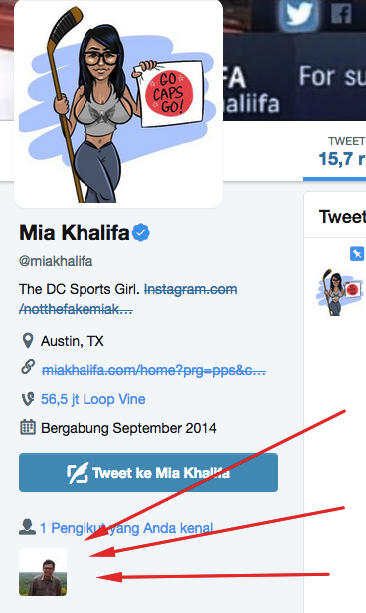 GO
CAPS
GO!
FA
aliifa
For su
TWEET
15,7 r
Mia Khalifa
@miakhalifa
The DC Sports Girl. Instagram.com
/notthefakemiak…
Austin, TX
miakhalifa.com/home?prg=pps&c…
56,5 jt Loop Vine
Bergabung September 2014
Tweet ke Mia Khalifa
1 Pengikut yang Anda kenal
Tweet